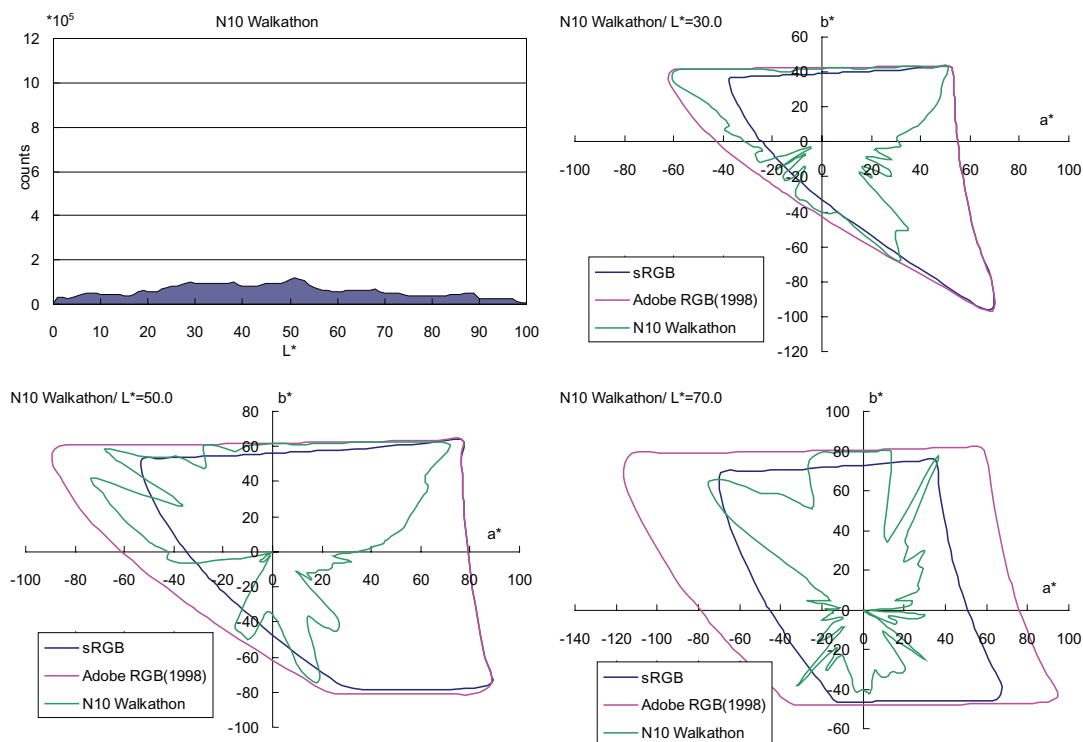 N10 Walkathon
*10⁵
12
10
8
6
4
2
0
counts
0 10 20 30 40 50 60 70 80 90 100
L*
N10 Walkathon/ L*=30.0
b*
60
40
20
0
-20
-40
-60
-80
-100
-120
a*
-100 -80 -60 -40 -20 0 20 40 60 80 100
sRGB
Adobe RGB(1998)
N10 Walkathon
N10 Walkathon/ L*=50.0
b*
80
60
40
20
0
-20
-40
-60
-80
-100
a*
-100 -80 -60 -40 -20 0 20 40 60 80 100
sRGB
Adobe RGB(1998)
N10 Walkathon
N10 Walkathon/ L*=70.0
b*
100
80
60
40
20
0
-20
-40
-60
a*
-140 -120 -100 -80 -60 -40 -20 0 20 40 60 80 100
sRGB
Adobe RGB(1998)
N10 Walkathon